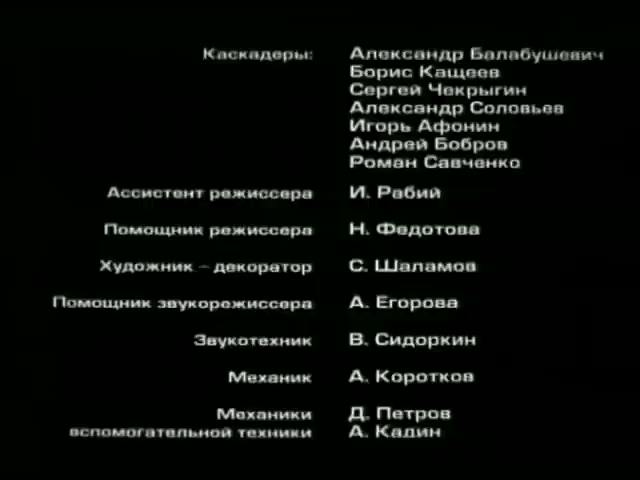 Каскадеры: Александр Балабушевич
Борис Кащеев
Сергей Чекрыгин
Александр Соловьев
Игорь Афонин
Андрей Бобров
Роман Савченко
Ассистент режиссера И. Рабий
Помощник режиссера Н. Федотова
Художник – декоратор С. Шаламов
Помощник звукорежиссера А. Егорова
Звукотехник В. Сидоркин
Механик А. Коротков
Механики Д. Петров
вспомогательной техники А. Кадин